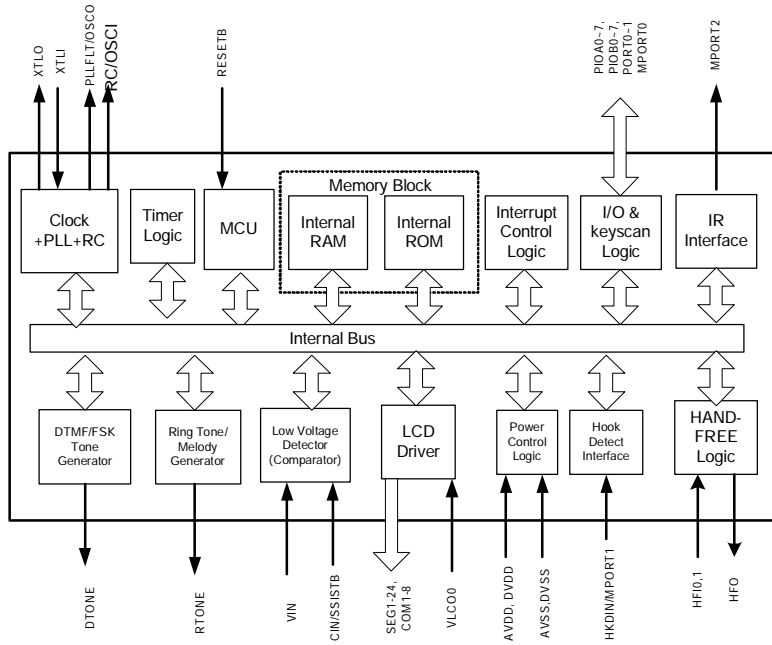 XTLO
XTLI
PLLFLT/OSCO
RC/OSCI
RESETB
PIOA0~7,
PIOB0~7,
PORT0~1
MPORT0
MPORT2
Memory Block
Clock
+PLL+RC
Timer
Logic
MCU
Internal
RAM
Internal
ROM
Interrupt
Control
Logic
I/O &
keyscan
Logic
IR
Interface
Internal Bus
DTMF/FSK
Tone
Generator
Ring Tone/
Melody
Generator
Low Voltage
Detector
(Comparator)
LCD
Driver
Power
Control
Logic
Hook
Detect
Interface
HAND-
FREE
Logic
DTONE
RTONE
VIN
CIN/SSISTB
SEG1-24,
COM1-8
VLCO0
AVDD, DVDD
AVSS,DVSS
HKDIN/MPORT1
HFI0,1
HFO